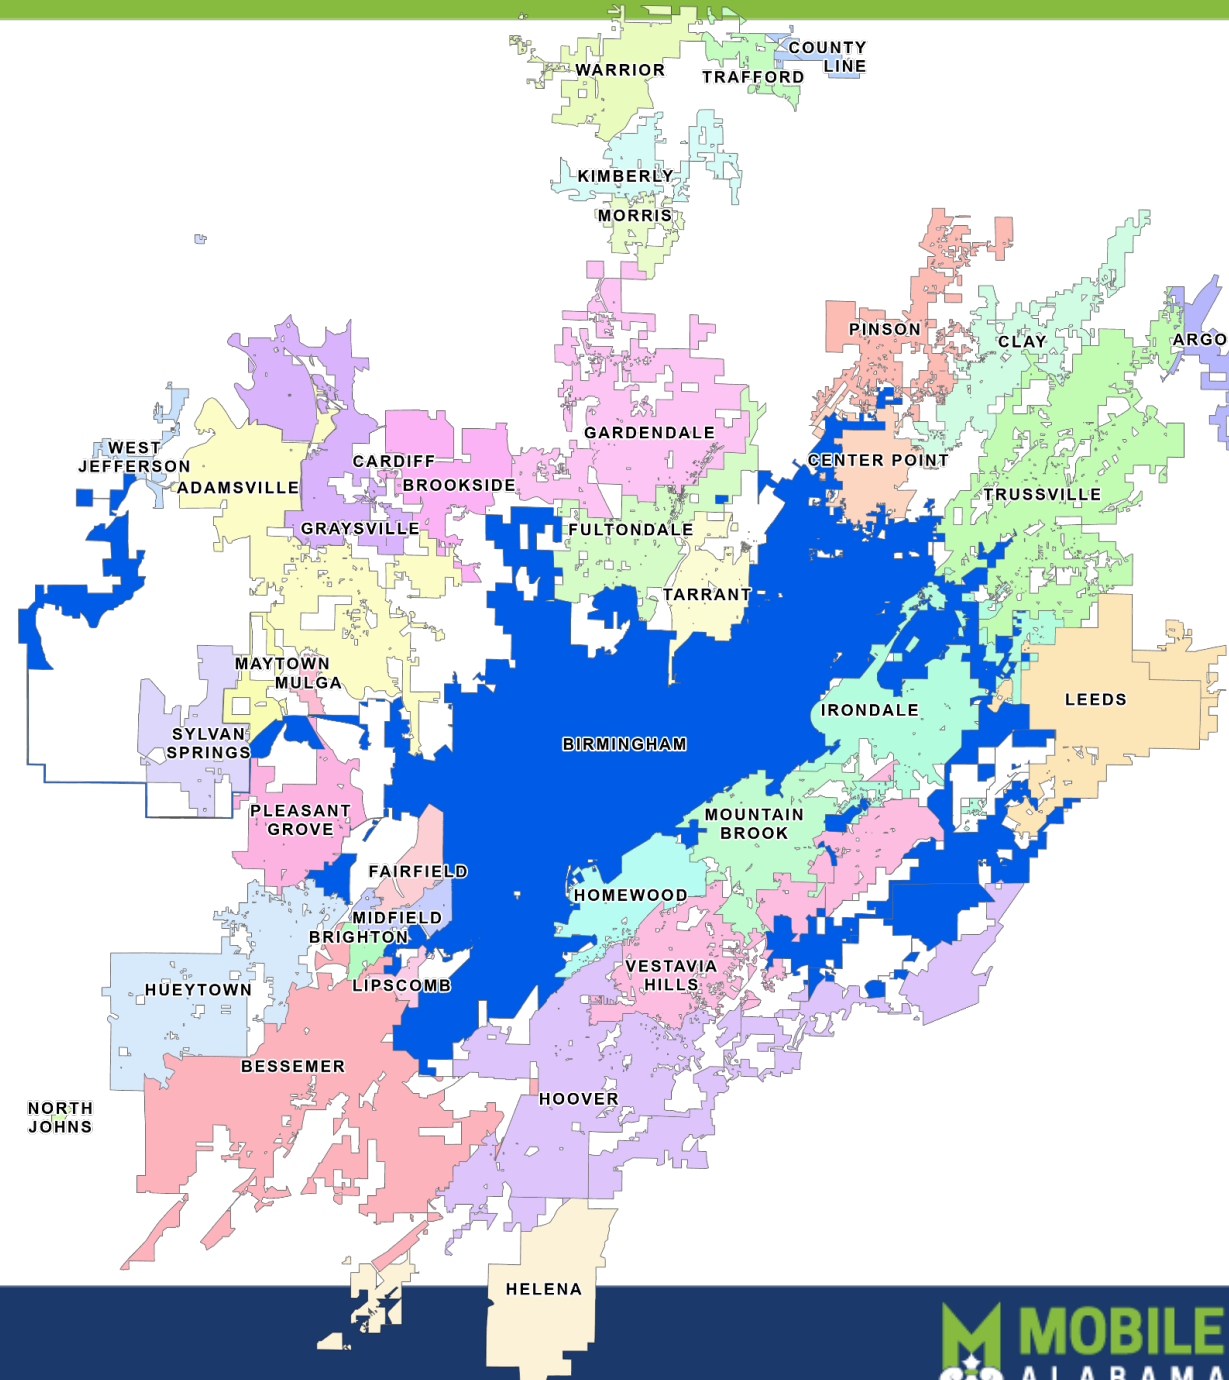 WARRIOR
TRAFFORD
COUNTY
LINE
KIMBERLY
MORRIS
PINSON
CLAY
ARGO
GARDENDALE
WEST
JEFFERSON
ADAMSVILLE
CARDIFF
BROOKSIDE
GRAYSVILLE
CENTER POINT
TRUSSVILLE
FULTONDALE
TARRANT
MAYTOWN
MULGA
SYLVAN
SPRINGS
LEEDS
IRONDALE
BIRMINGHAM
PLEASANT
GROVE
MOUNTAIN
BROOK
FAIRFIELD
HOMEWOOD
MIDFIELD
BRIGHTON
VESTAVIA
HILLS
LIPSCOMB
HUEYTOWN
BESSEMER
HOOVER
NORTH
JOHNS
HELENA
MOBILE
ALABAMA